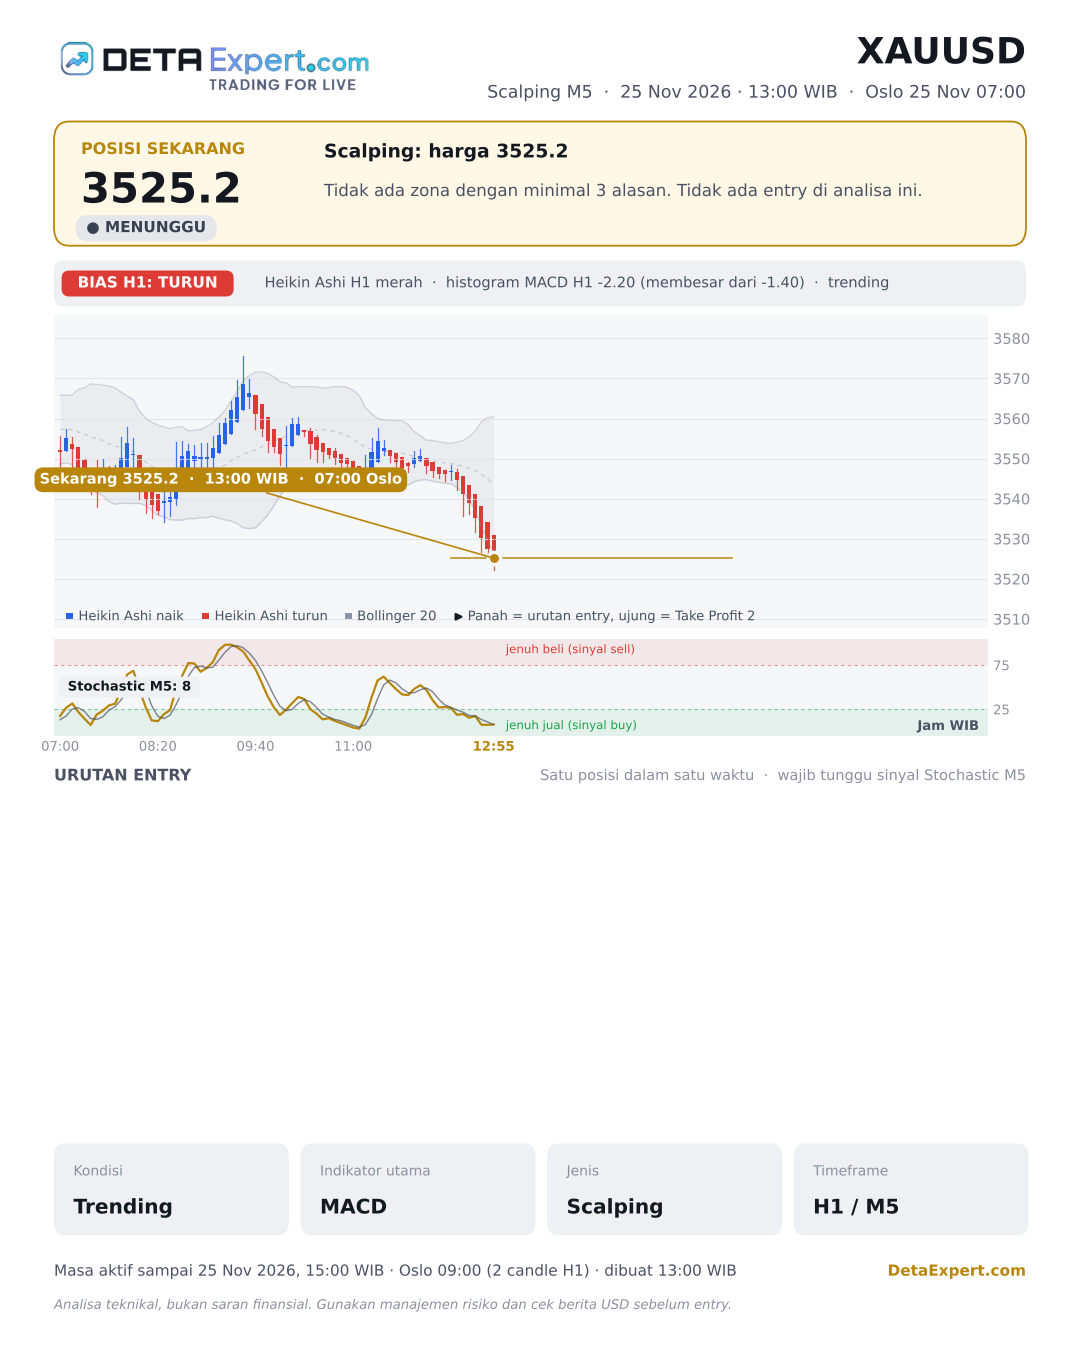 DETA Expert.com
TRADING FOR LIVE
XAUUSD
Scalping M5 · 25 Nov 2026 · 13:00 WIB · Oslo 25 Nov 07:00
POSISI SEKARANG
3525.2
● MENUNGGU
Scalping: harga 3525.2
Tidak ada zona dengan minimal 3 alasan. Tidak ada entry di analisa ini.
BIAS H1: TURUN
Heikin Ashi H1 merah · histogram MACD H1 -2.20 (membesar dari -1.40) · trending
3580
3570
3560
3550
3540
3530
3520
3510
Sekarang 3525.2 · 13:00 WIB · 07:00 Oslo
Heikin Ashi naik
Heikin Ashi turun
Bollinger 20
Panah = urutan entry, ujung = Take Profit 2
jenuh beli (sinyal sell)
75
Stochastic M5: 8
25
jenuh jual (sinyal buy)
Jam WIB
07:00
08:20
09:40
11:00
12:55
URUTAN ENTRY
Satu posisi dalam satu waktu · wajib tunggu sinyal Stochastic M5
Kondisi
Trending
Indikator utama
MACD
Jenis
Scalping
Timeframe
H1 / M5
Masa aktif sampai 25 Nov 2026, 15:00 WIB · Oslo 09:00 (2 candle H1) · dibuat 13:00 WIB
DetaExpert.com
Analisa teknikal, bukan saran finansial. Gunakan manajemen risiko dan cek berita USD sebelum entry.